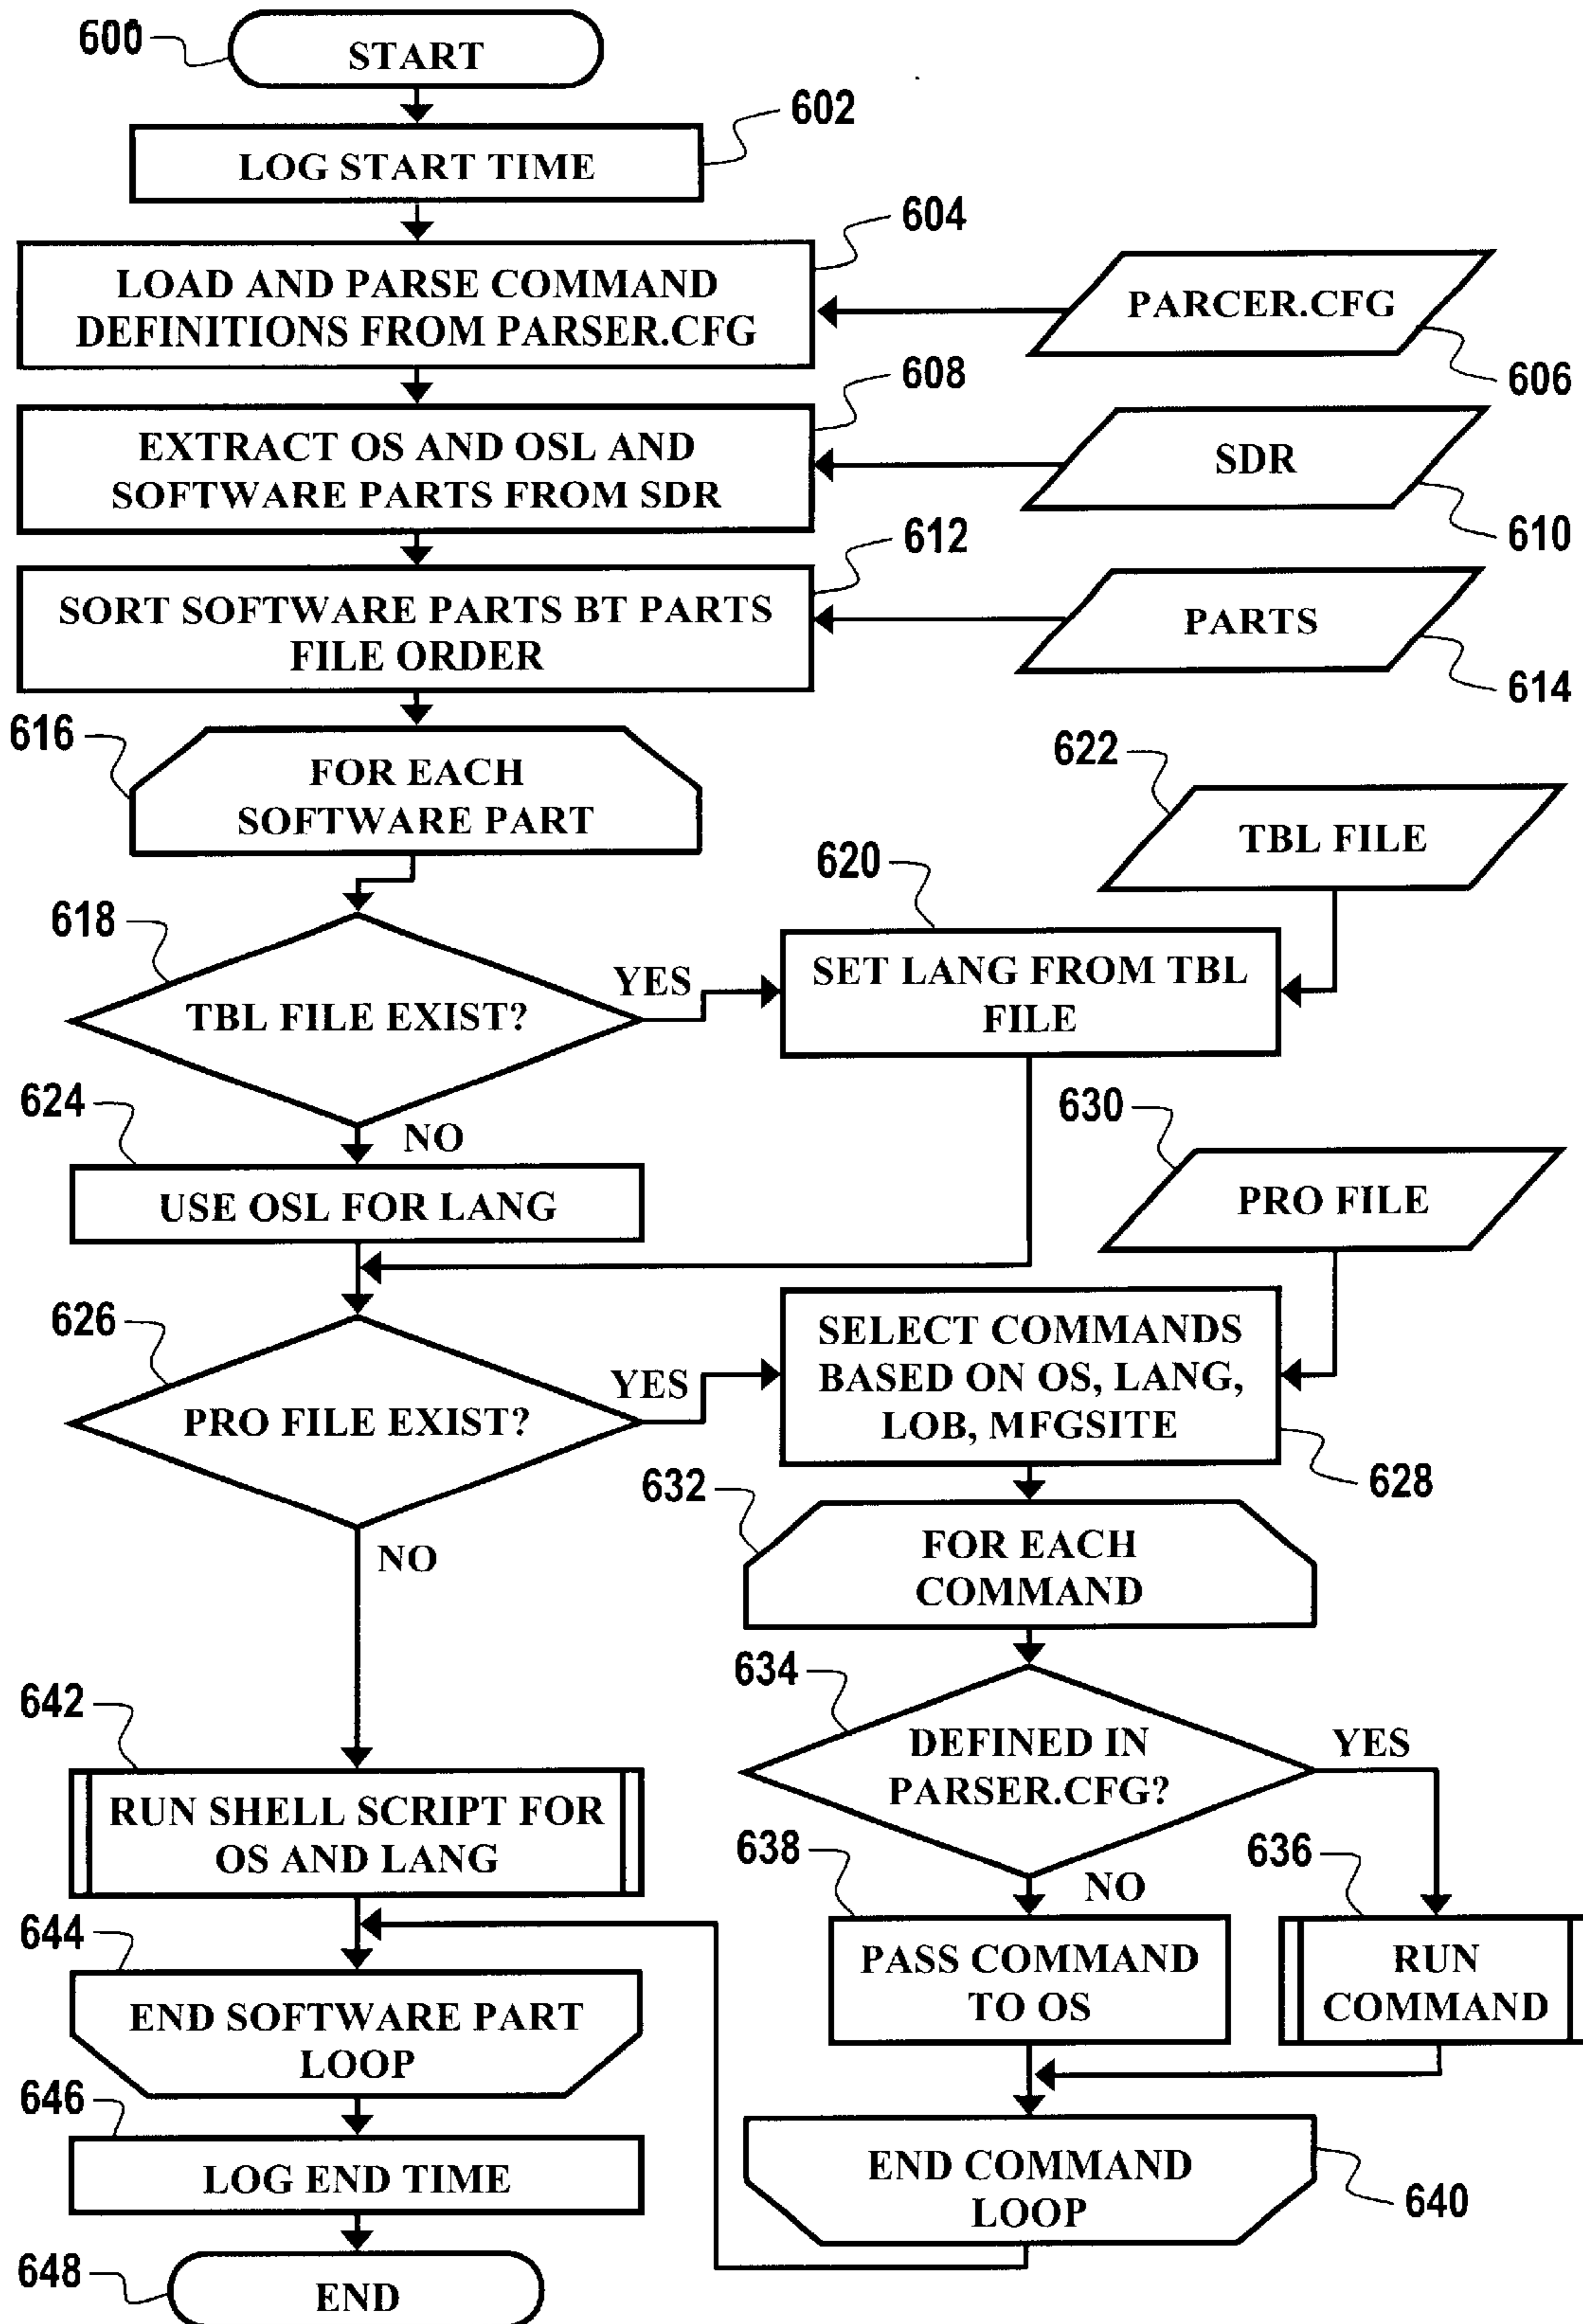 600
START
602
LOG START TIME
604
LOAD AND PARSE COMMAND
DEFINITIONS FROM PARSER.CFG
PARCER.CFG
606
608
EXTRACT OS AND OSL AND
SOFTWARE PARTS FROM SDR
SDR
610
612
SORT SOFTWARE PARTS BT PARTS
FILE ORDER
PARTS
614
616
FOR EACH
SOFTWARE PART
622
TBL FILE
618
TBL FILE EXIST?
YES
620
SET LANG FROM TBL
FILE
624
NO
USE OSL FOR LANG
630
PRO FILE
626
PRO FILE EXIST?
YES
SELECT COMMANDS
BASED ON OS, LANG,
LOB, MFGSITE
628
NO
632
FOR EACH
COMMAND
634
DEFINED IN
PARSER.CFG?
YES
642
RUN SHELL SCRIPT FOR
OS AND LANG
638
NO
PASS COMMAND
TO OS
636
RUN
COMMAND
644
END SOFTWARE PART
LOOP
640
END COMMAND
LOOP
646
LOG END TIME
648
END